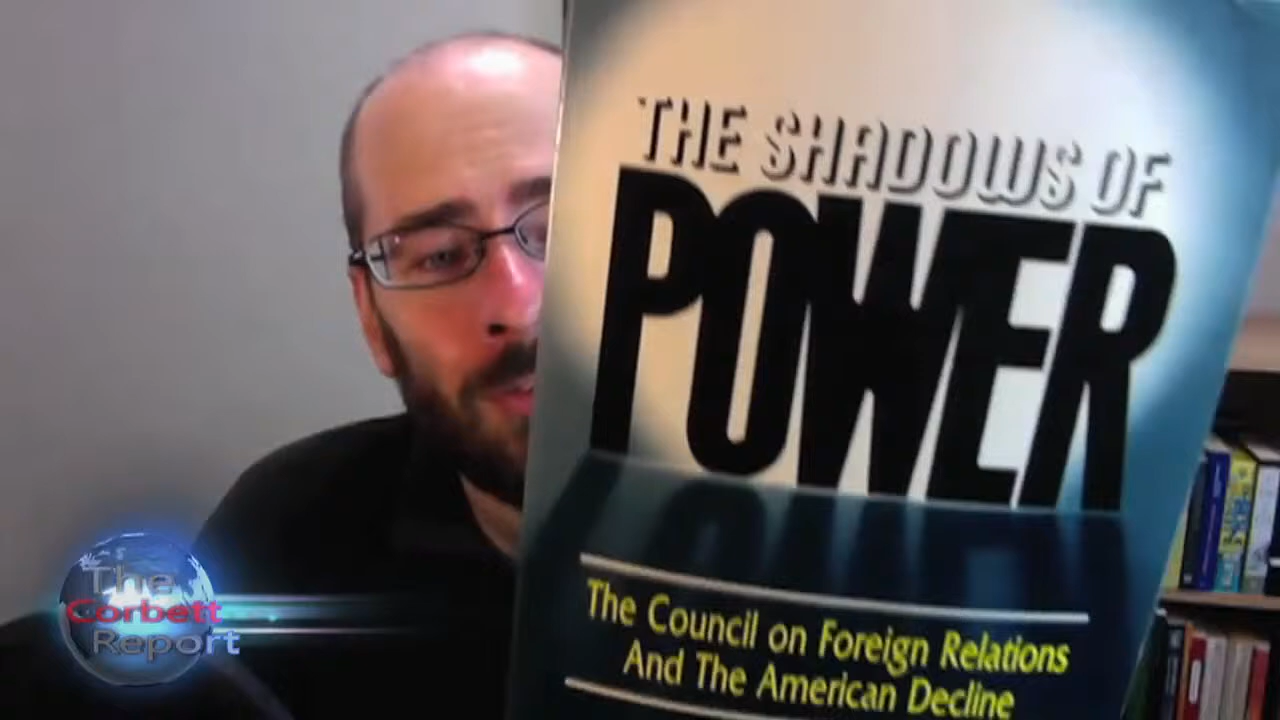 THE SHADOWS OF
POWER
The Council on Foreign Relations
And The American Decline
The
Corbett
Report